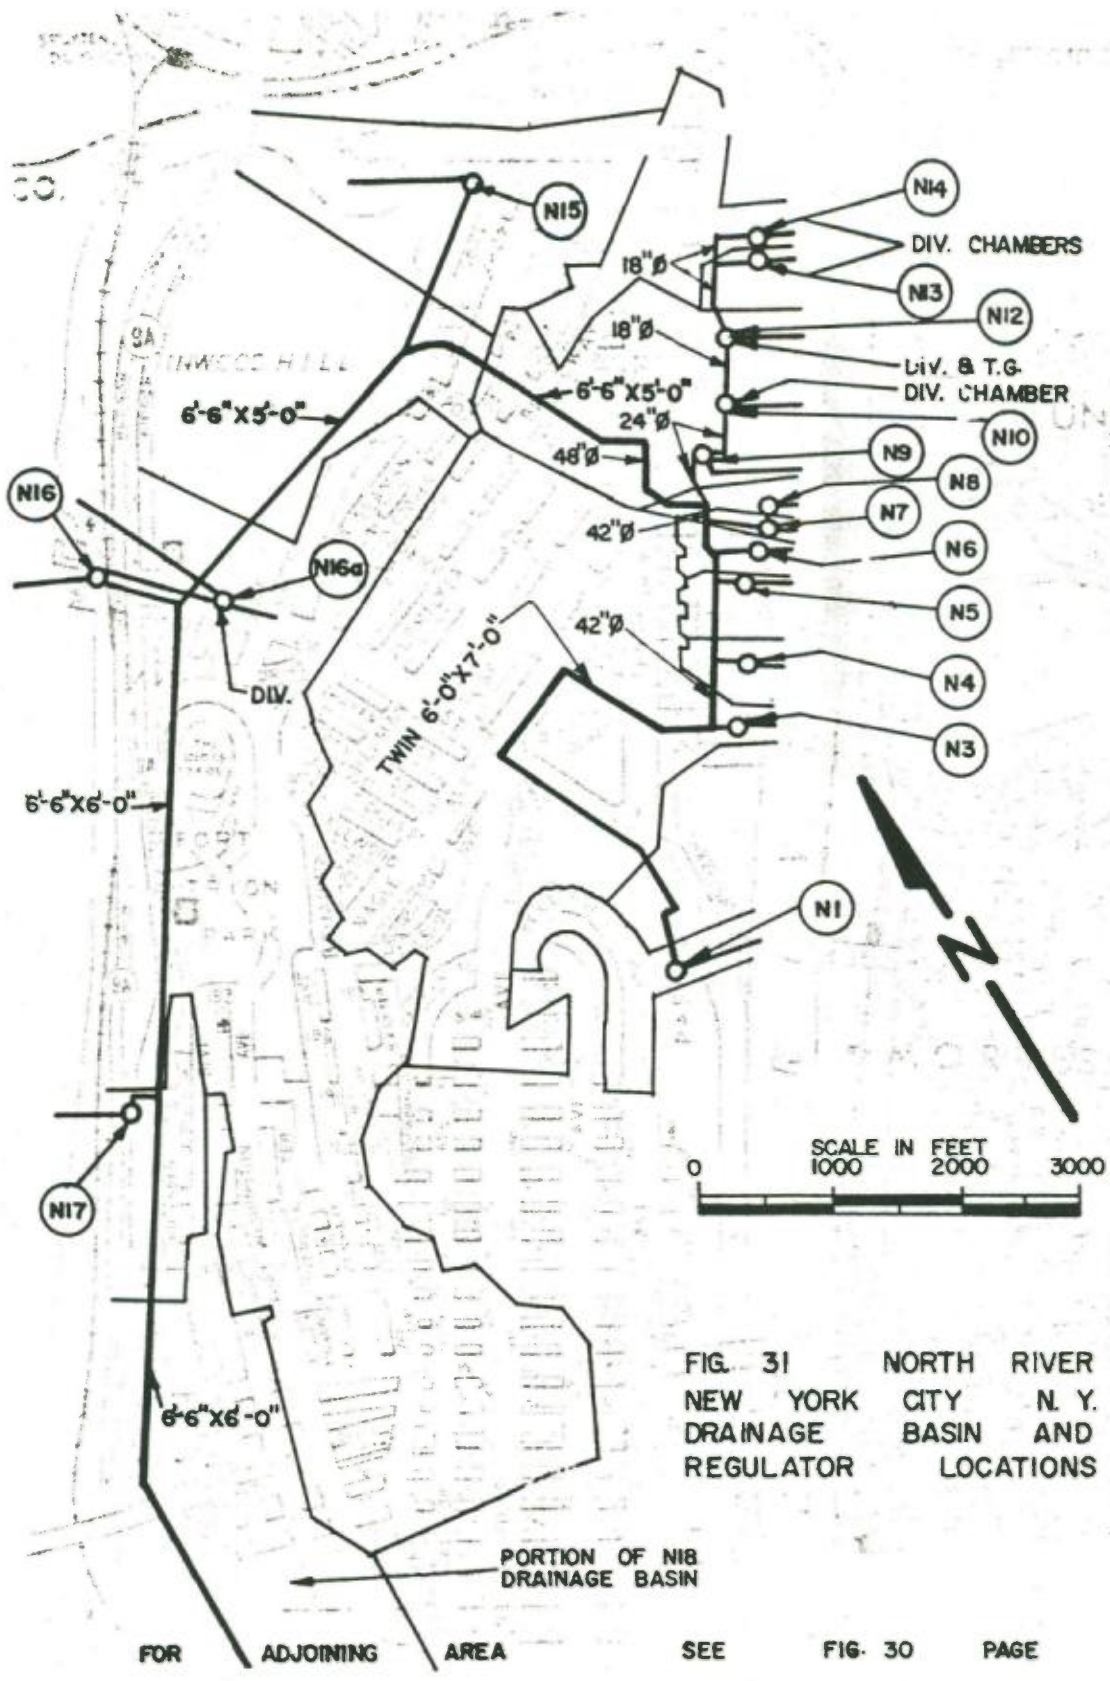 CO.
N14
N15
DIV. CHAMBERS
18"Ø
N13
N12
18"Ø
9A
INWOOD HILL
DIV. & T.G.
DIV. CHAMBER
6'-6"X5'-0"
6'-6"X5'-0"
24"Ø
N10
48"Ø
N9
N8
N16
N7
42"Ø
N6
N16a
N5
42"Ø
TWIN 6'-0"X7'-0"
N4
DIV.
N3
6'-6"X6'-0"
N1
N
SCALE IN FEET
0 1000 2000 3000
N17
FIG. 31 NORTH RIVER
NEW YORK CITY N.Y.
DRAINAGE BASIN AND
REGULATOR LOCATIONS
6'-6"X6'-0"
PORTION OF N18
DRAINAGE BASIN
FOR ADJOINING AREA SEE FIG. 30 PAGE